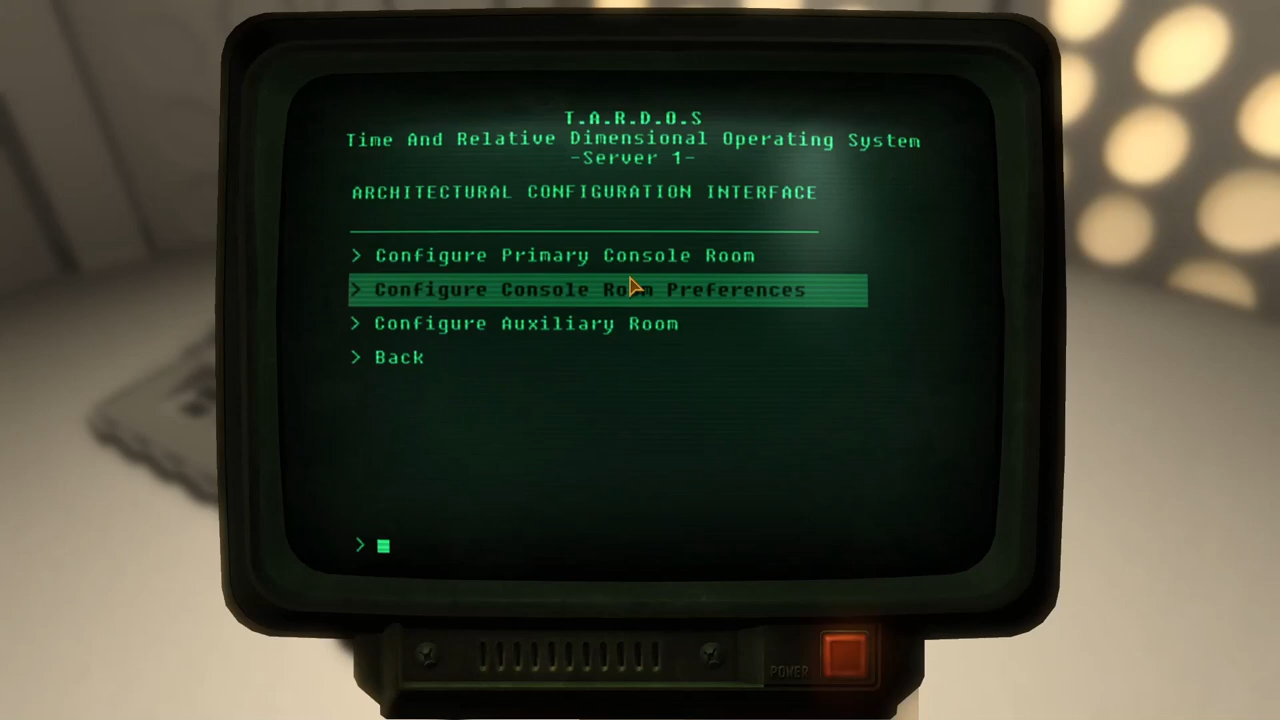 T.A.R.D.O.S
Time And Relative Dimensional Operating System
-Server 1-
ARCHITECTURAL CONFIGURATION INTERFACE
> Configure Primary Console Room
> Configure Console Room Preferences
> Configure Auxiliary Room
> Back
>
POWER